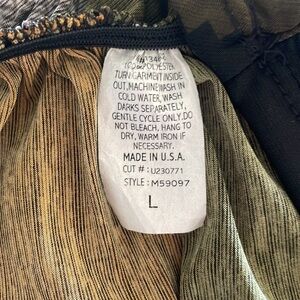 POLYESTER
TURN GARMENT INSIDE
OUT,MACHINE WASH IN
COLD WATER, WASH
DARKS SEPARATELY,
GENTLE CYCLE ONLY.DO
NOT BLEACH, HANG TO
DRY, WARM IRON IF
NECESSARY.
MADE IN U.S.A.
CUT # : U230771
STYLE : M59097
L